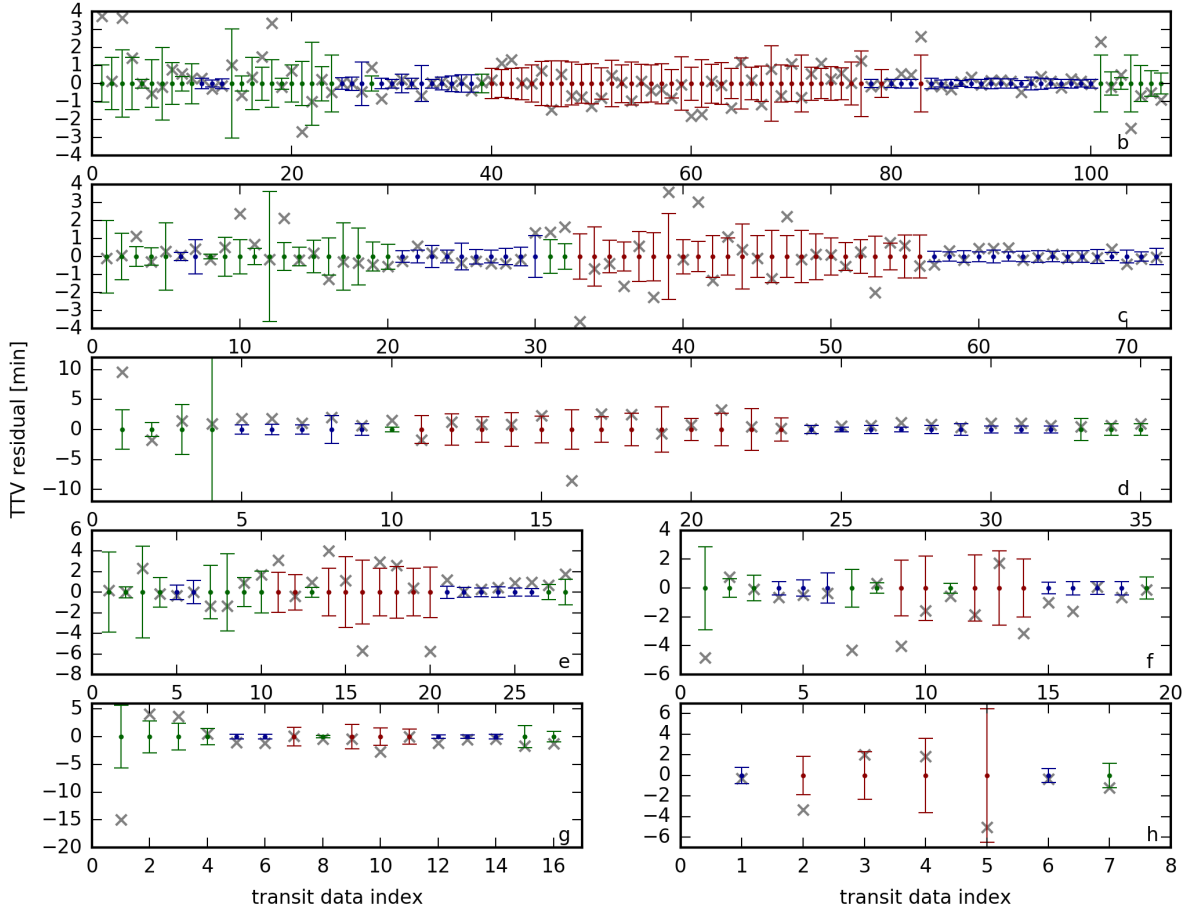 4
3
2
1
0
−1
−2
−3
−4
b
0 20 40 60 80 100
4
3
2
1
0
−1
−2
−3
−4
c
0 10 20 30 40 50 60 70
TTV residual [min]
10
5
0
−5
−10
d
0 5 10 15 20 25 30 35
6
4
2
0
−2
−4
−6
−8
e
0 5 10 15 20 25
4
2
0
−2
−4
−6
f
0 5 10 15 20
5
0
−5
−10
−15
−20
g
0 2 4 6 8 10 12 14 16
transit data index
6
4
2
0
−2
−4
−6
h
0 1 2 3 4 5 6 7 8
transit data index